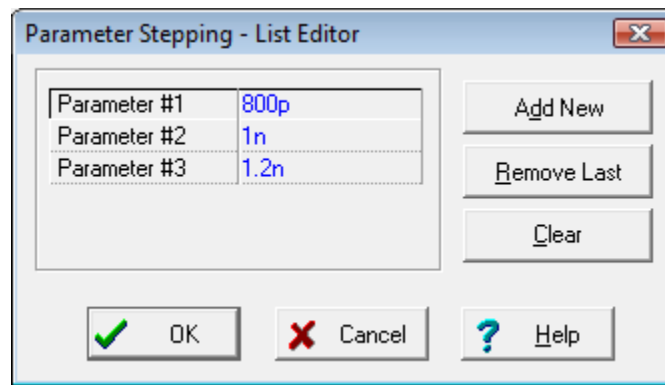 Parameter Stepping - List Editor
Parameter #1 800p
Parameter #2 1n
Parameter #3 1.2n
Add New
Remove Last
Clear
OK Cancel Help